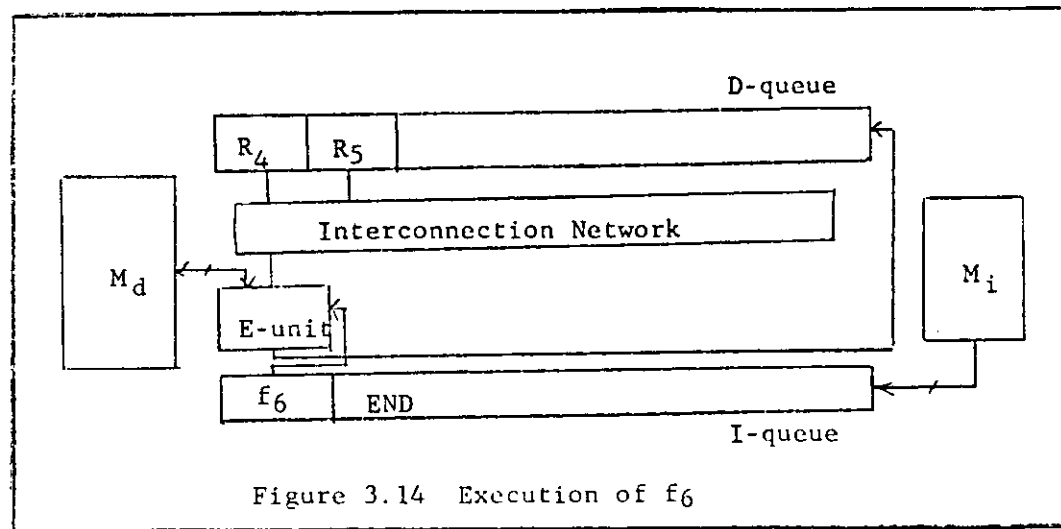 D-queue
R4 R5
Interconnection Network
Md
Mi
E-unit
f6 END
I-queue
Figure 3.14 Execution of f6